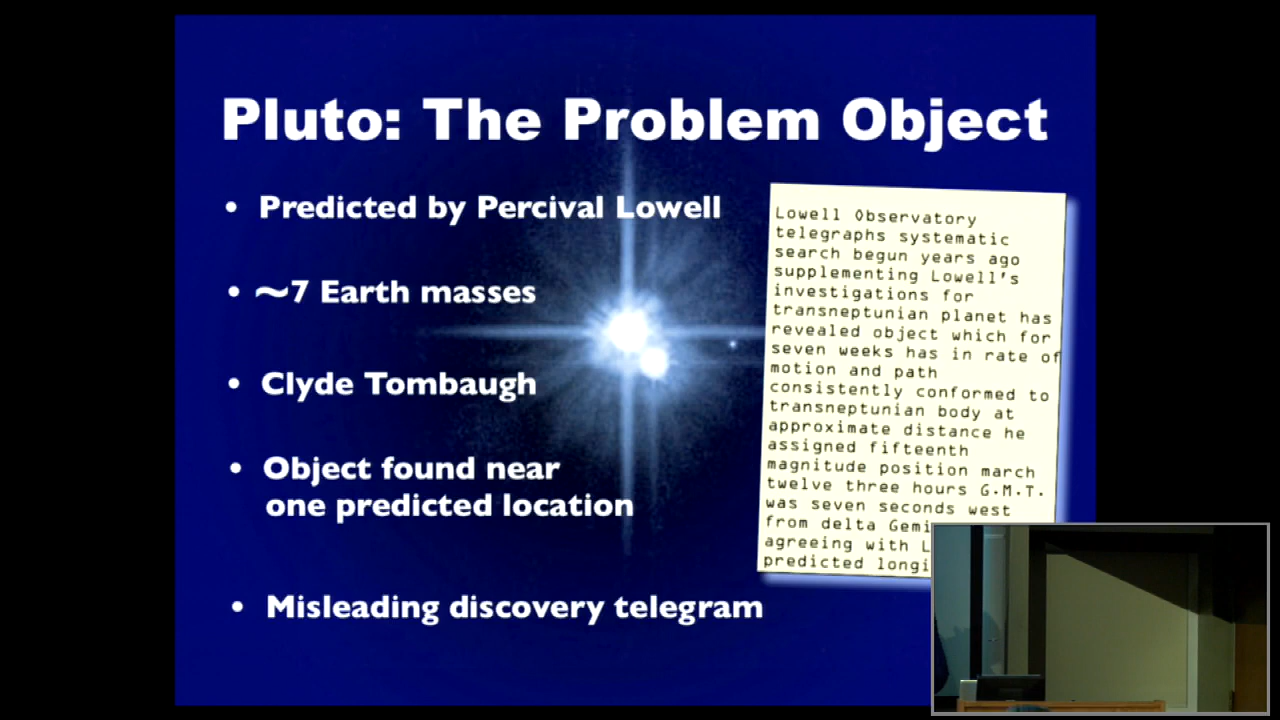 Pluto: The Problem Object
• Predicted by Percival Lowell
• ~7 Earth masses
• Clyde Tombaugh
• Object found near
one predicted location
• Misleading discovery telegram
Lowell Observatory
telegraphs systematic
search begun years ago
supplementing Lowell's
investigations for
transneptunian planet has
revealed object which for
seven weeks has in rate of
motion and path
consistently conformed to
transneptunian body at
approximate distance he
assigned fifteenth
magnitude position march
twelve three hours G.M.T.
was seven seconds west
from delta Gemi
agreeing with L
predicted longi